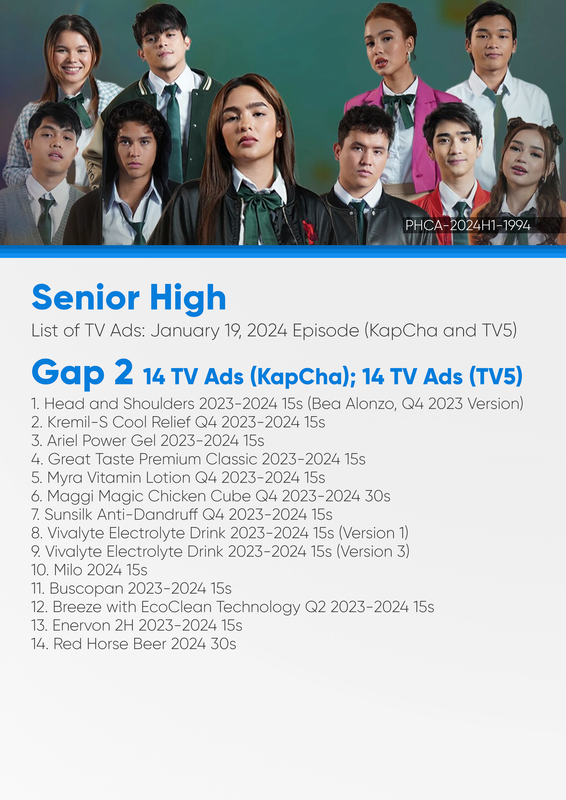 PHCA-2024H1-1994
Senior High
List of TV Ads: January 19, 2024 Episode (KapCha and TV5)
Gap 2 14 TV Ads (KapCha); 14 TV Ads (TV5)
1. Head and Shoulders 2023-2024 15s (Bea Alonzo, Q4 2023 Version)
2. Kremil-S Cool Relief Q4 2023-2024 15s
3. Ariel Power Gel 2023-2024 15s
4. Great Taste Premium Classic 2023-2024 15s
5. Myra Vitamin Lotion Q4 2023-2024 15s
6. Maggi Magic Chicken Cube Q4 2023-2024 30s
7. Sunsilk Anti-Dandruff Q4 2023-2024 15s
8. Vivalyte Electrolyte Drink 2023-2024 15s (Version 1)
9. Vivalyte Electrolyte Drink 2023-2024 15s (Version 3)
10. Milo 2024 15s
11. Buscopan 2023-2024 15s
12. Breeze with EcoClean Technology Q2 2023-2024 15s
13. Enervon 2H 2023-2024 15s
14. Red Horse Beer 2024 30s